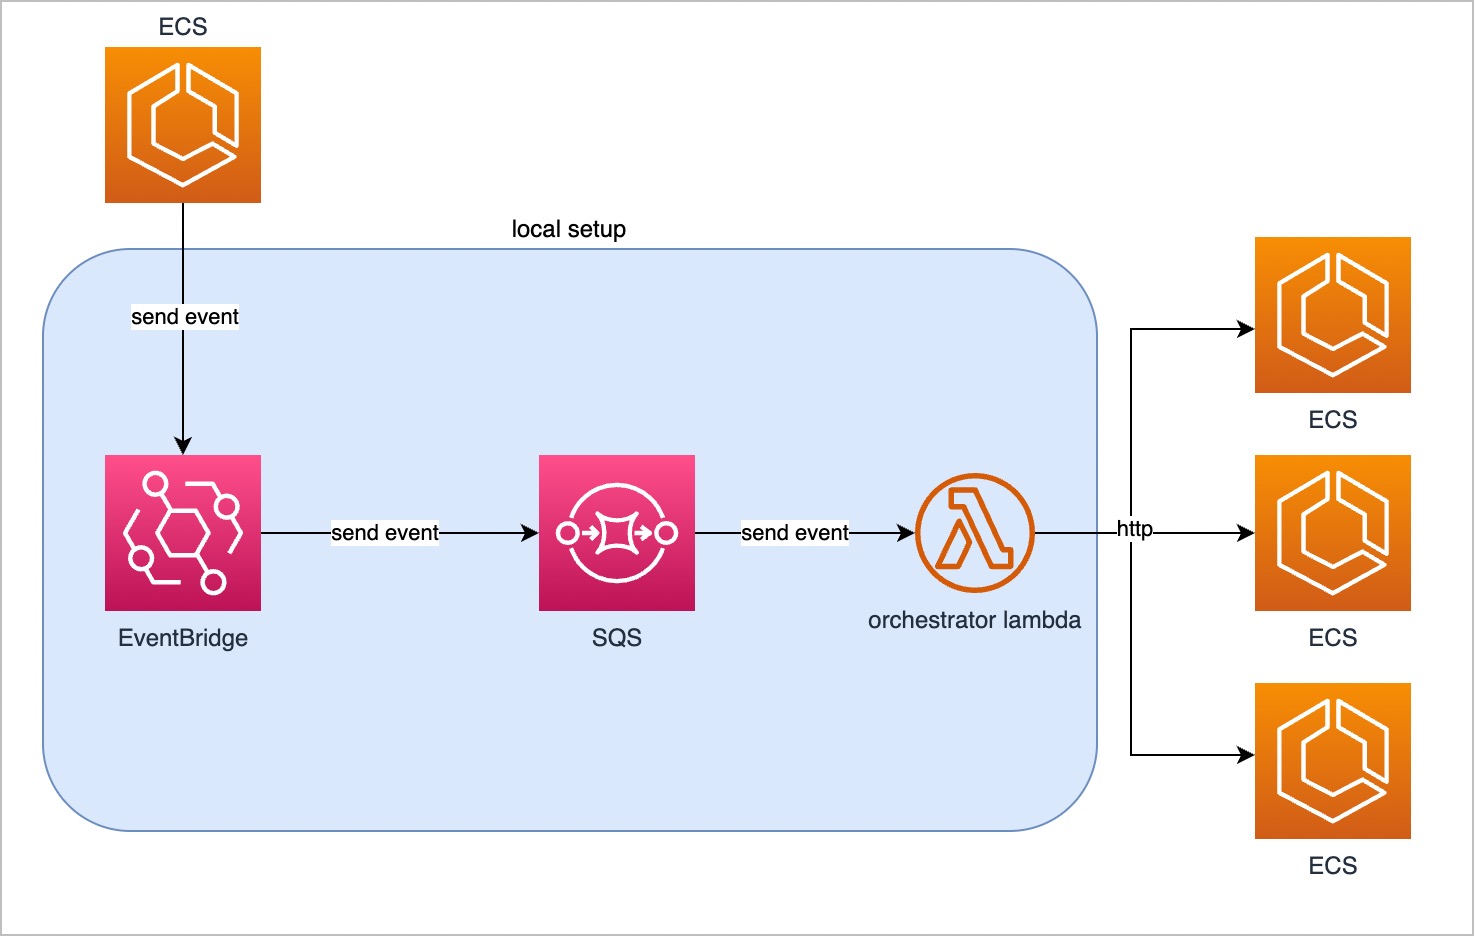 ECS
local setup
send event
send event
send event
http
EventBridge
SQS
orchestrator lambda
ECS
ECS
ECS